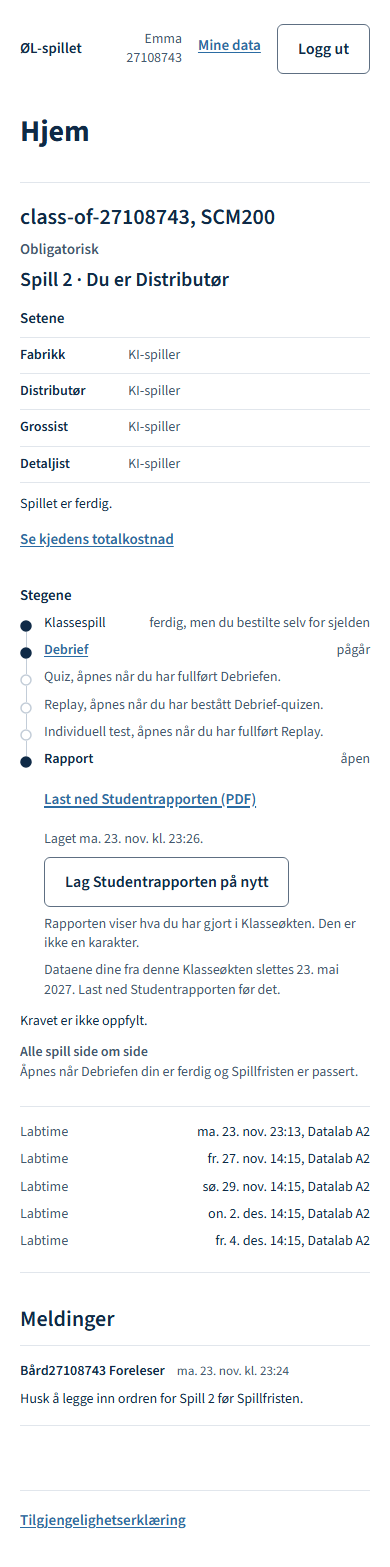 ØL-spillet
Emma
27108743
Mine data
Logg ut
Hjem
class-of-27108743, SCM200
Obligatorisk
Spill 2 · Du er Distributør
Setene
Fabrikk KI-spiller
Distributør KI-spiller
Grossist KI-spiller
Detaljist KI-spiller
Spillet er ferdig.
Se kjedens totalkostnad
Stegene
Klassespill ferdig, men du bestilte selv for sjelden
Debrief pågår
Quiz, åpnes når du har fullført Debriefen.
Replay, åpnes når du har bestått Debrief-quizen.
Individuell test, åpnes når du har fullført Replay.
Rapport åpen
Last ned Studentrapporten (PDF)
Laget ma. 23. nov. kl. 23:26.
Lag Studentrapporten på nytt
Rapporten viser hva du har gjort i Klasseøkten. Den er
ikke en karakter.
Dataene dine fra denne Klasseøkten slettes 23. mai
2027. Last ned Studentrapporten før det.
Kravet er ikke oppfylt.
Alle spill side om side
Åpnes når Debriefen din er ferdig og Spillfristen er passert.
Labtime ma. 23. nov. 23:13, Datalab A2
Labtime fr. 27. nov. 14:15, Datalab A2
Labtime sø. 29. nov. 14:15, Datalab A2
Labtime on. 2. des. 14:15, Datalab A2
Labtime fr. 4. des. 14:15, Datalab A2
Meldinger
Bård27108743 Foreleser ma. 23. nov. kl. 23:24
Husk å legge inn ordren for Spill 2 før Spillfristen.
Tilgjengelighetserklæring